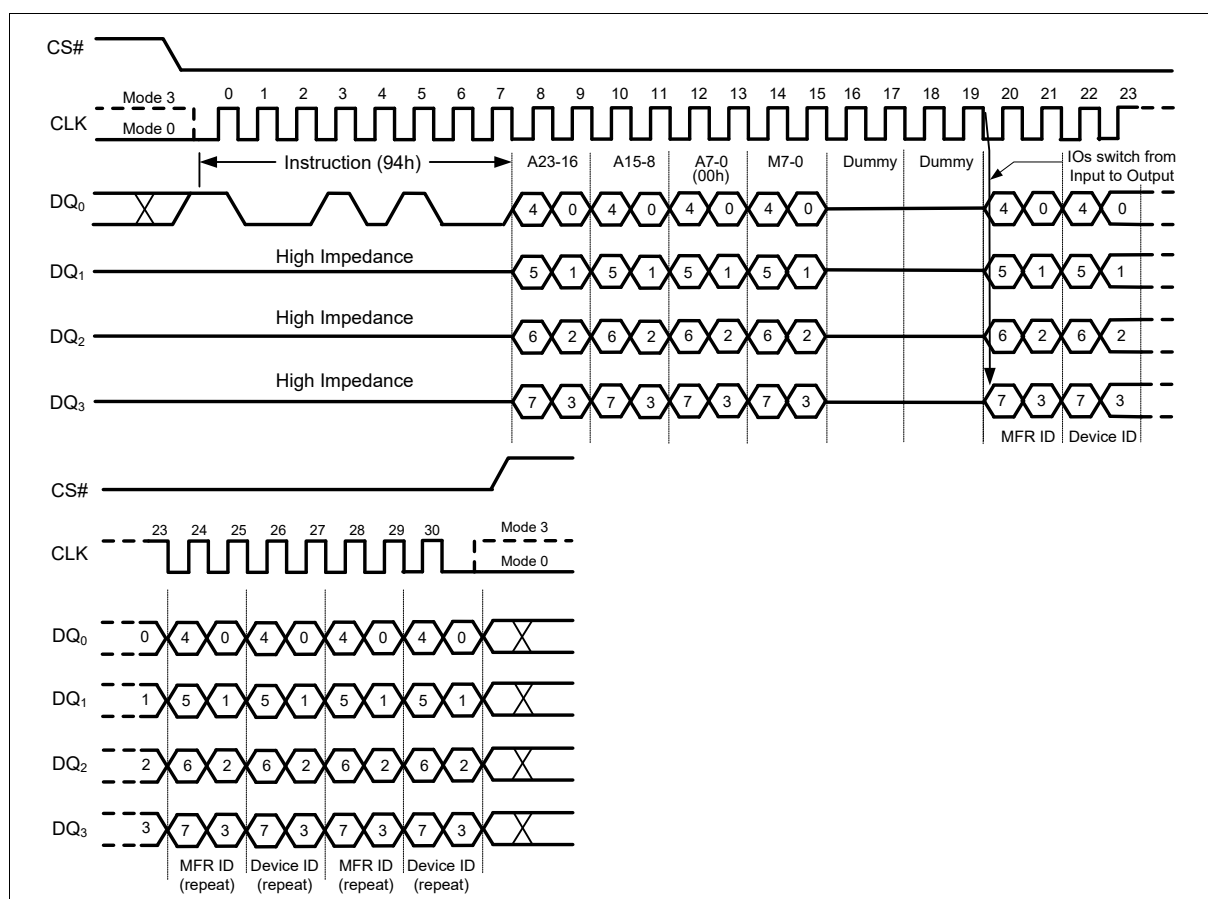 CS#
0 1 2 3 4 5 6 7 8 9 10 11 12 13 14 15 16 17 18 19 20 21 22 23
Mode 3
CLK
Mode 0
Instruction (94h)
A23-16 A15-8 A7-0 M7-0 Dummy Dummy
(00h)
IOs switch from
Input to Output
DQ0 4 0 4 0 4 0 4 0 4 0 4 0
High Impedance
DQ1 5 1 5 1 5 1 5 1 5 1 5 1
High Impedance
DQ2 6 2 6 2 6 2 6 2 6 2 6 2
High Impedance
DQ3 7 3 7 3 7 3 7 3 7 3 7 3
MFR ID Device ID
CS#
23 24 25 26 27 28 29 30 Mode 3
CLK
Mode 0
DQ0 0 4 0 4 0 4 0 4 0
DQ1 1 5 1 5 1 5 1 5 1
DQ2 2 6 2 6 2 6 2 6 2
DQ3 3 7 3 7 3 7 3 7 3
MFR ID Device ID MFR ID Device ID
(repeat) (repeat) (repeat) (repeat)